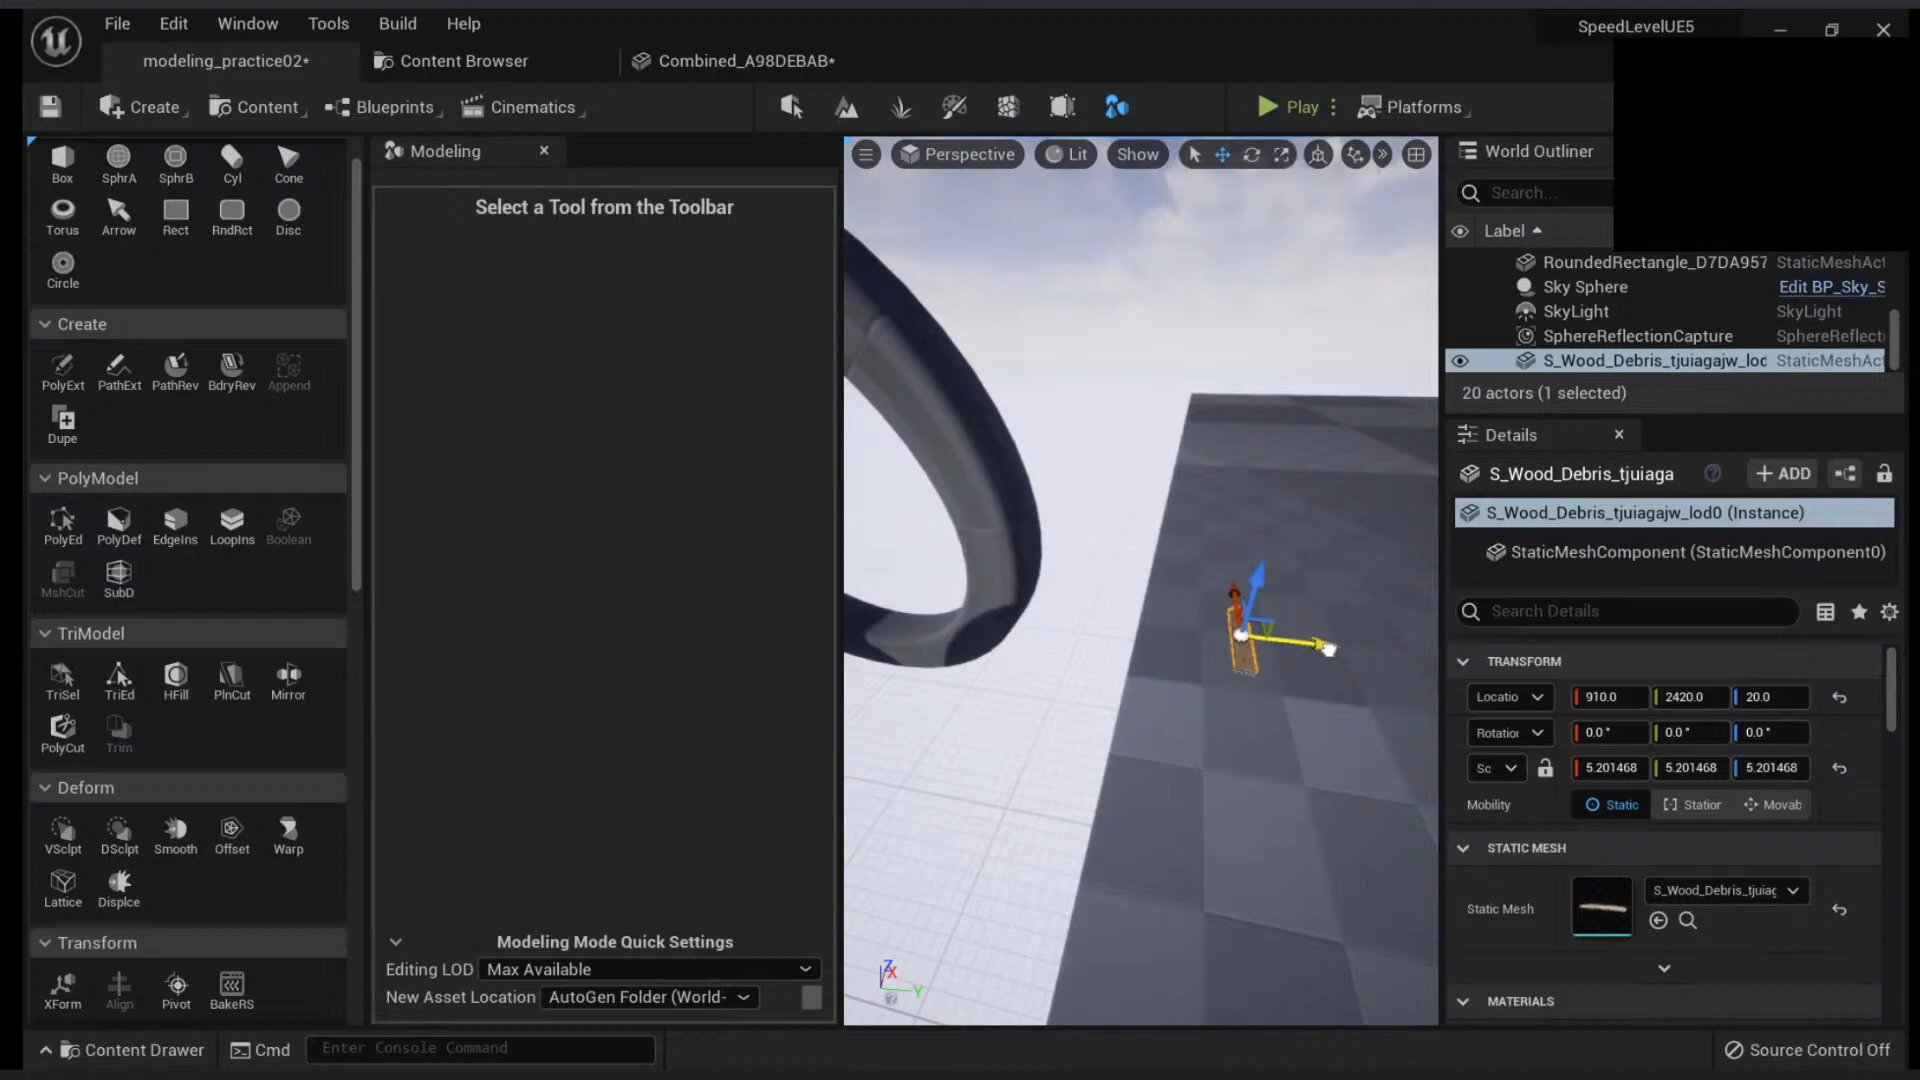 File Edit Window Tools Build Help
SpeedLevelUE5
modeling_practice02*
Content Browser
Combined_A98DEBAB*
Create
Content
Blueprints
Cinematics
Play
Platforms
Box SphrA SphrB Cyl Cone
Torus Arrow Rect RndRct Disc
Circle
Create
PolyExt PathExt PathRev BdryRev Append
Dupe
PolyModel
PolyEd PolyDef EdgeIns LoopIns Boolean
MshCut SubD
TriModel
TriSel TriEd HFill PlnCut Mirror
PolyCut Trim
Deform
VSclpt DSclpt Smooth Offset Warp
Lattice Displce
Transform
XForm Align Pivot BakeRS
Modeling
Select a Tool from the Toolbar
Modeling Mode Quick Settings
Editing LOD Max Available
New Asset Location AutoGen Folder (World-
Perspective Lit Show
Z X Y
World Outliner
Search...
Label
RoundedRectangle_D7DA957 StaticMeshAct
Sky Sphere Edit BP_Sky_S
SkyLight SkyLight
SphereReflectionCapture SphereReflecti
S_Wood_Debris_tjuiagajw_loc StaticMeshAct
20 actors (1 selected)
Details
S_Wood_Debris_tjuiaga
+ ADD
S_Wood_Debris_tjuiagajw_lod0 (Instance)
StaticMeshComponent (StaticMeshComponent0)
Search Details
TRANSFORM
Locatio 910.0 2420.0 20.0
Rotatio 0.0° 0.0° 0.0°
Sc 5.201468 5.201468 5.201468
Mobility Static Station Movab
STATIC MESH
Static Mesh S_Wood_Debris_tjuiag
MATERIALS
Content Drawer Cmd Enter Console Command
Source Control Off